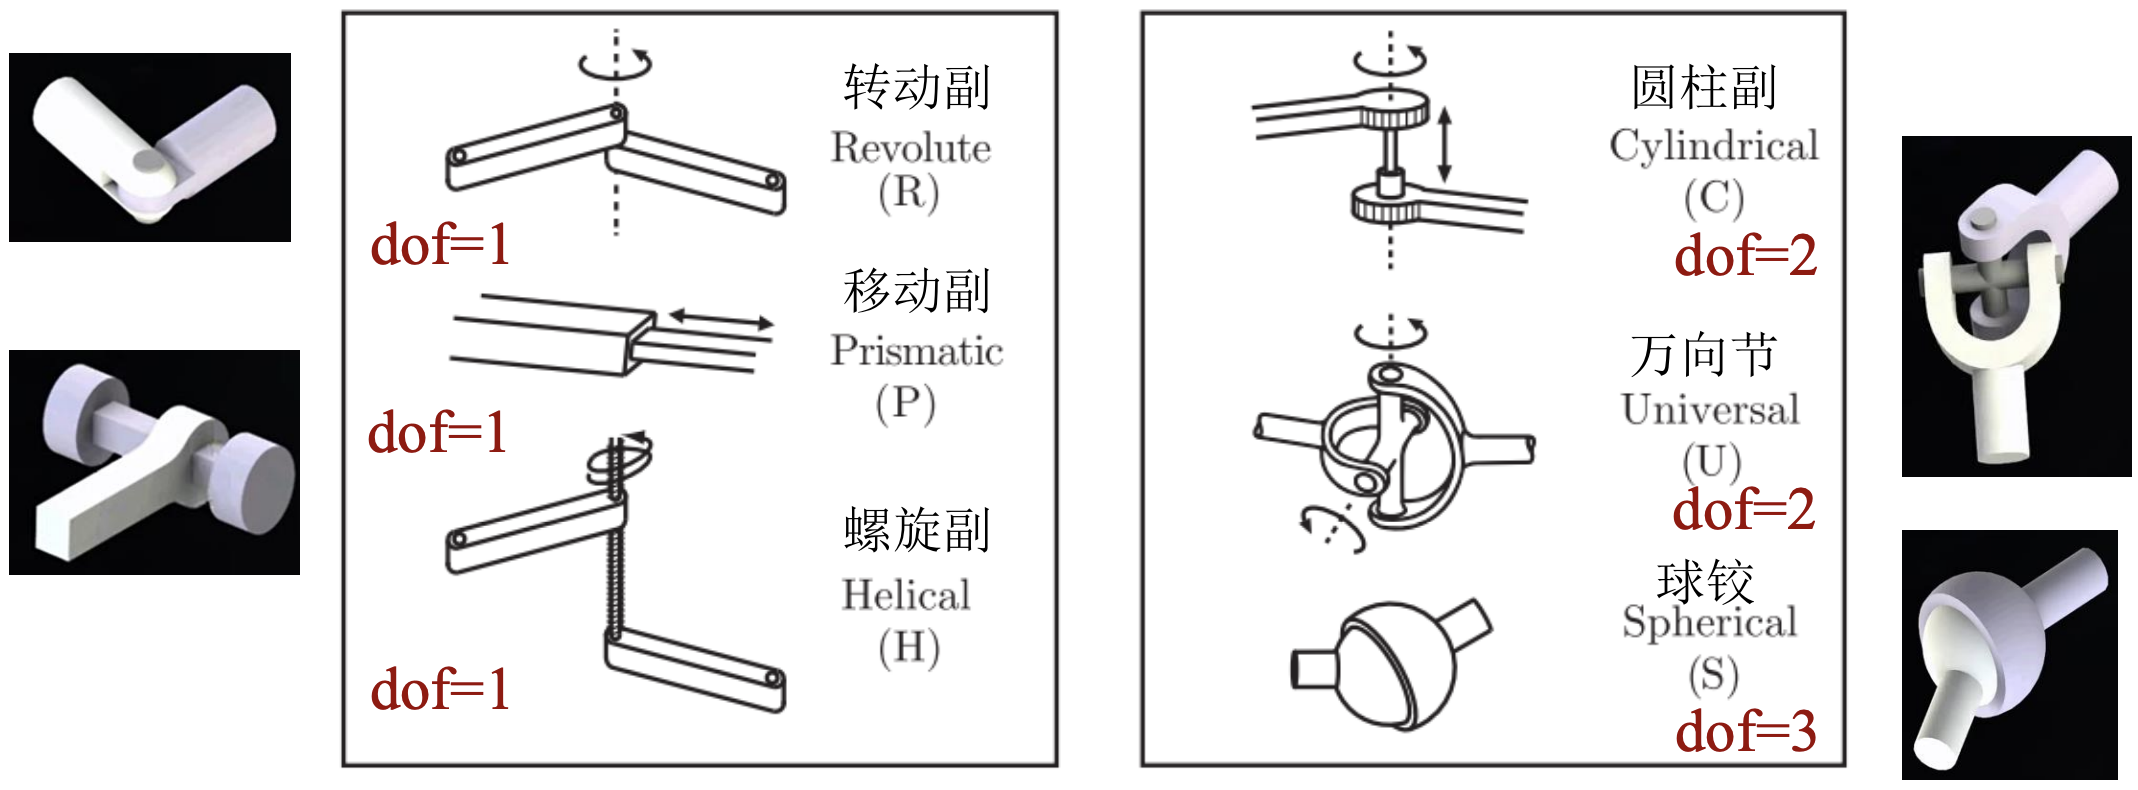 转动副
Revolute
(R)
dof=1
移动副
Prismatic
(P)
dof=1
螺旋副
Helical
(H)
dof=1
圆柱副
Cylindrical
(C)
dof=2
万向节
Universal
(U)
dof=2
球铰
Spherical
(S)
dof=3